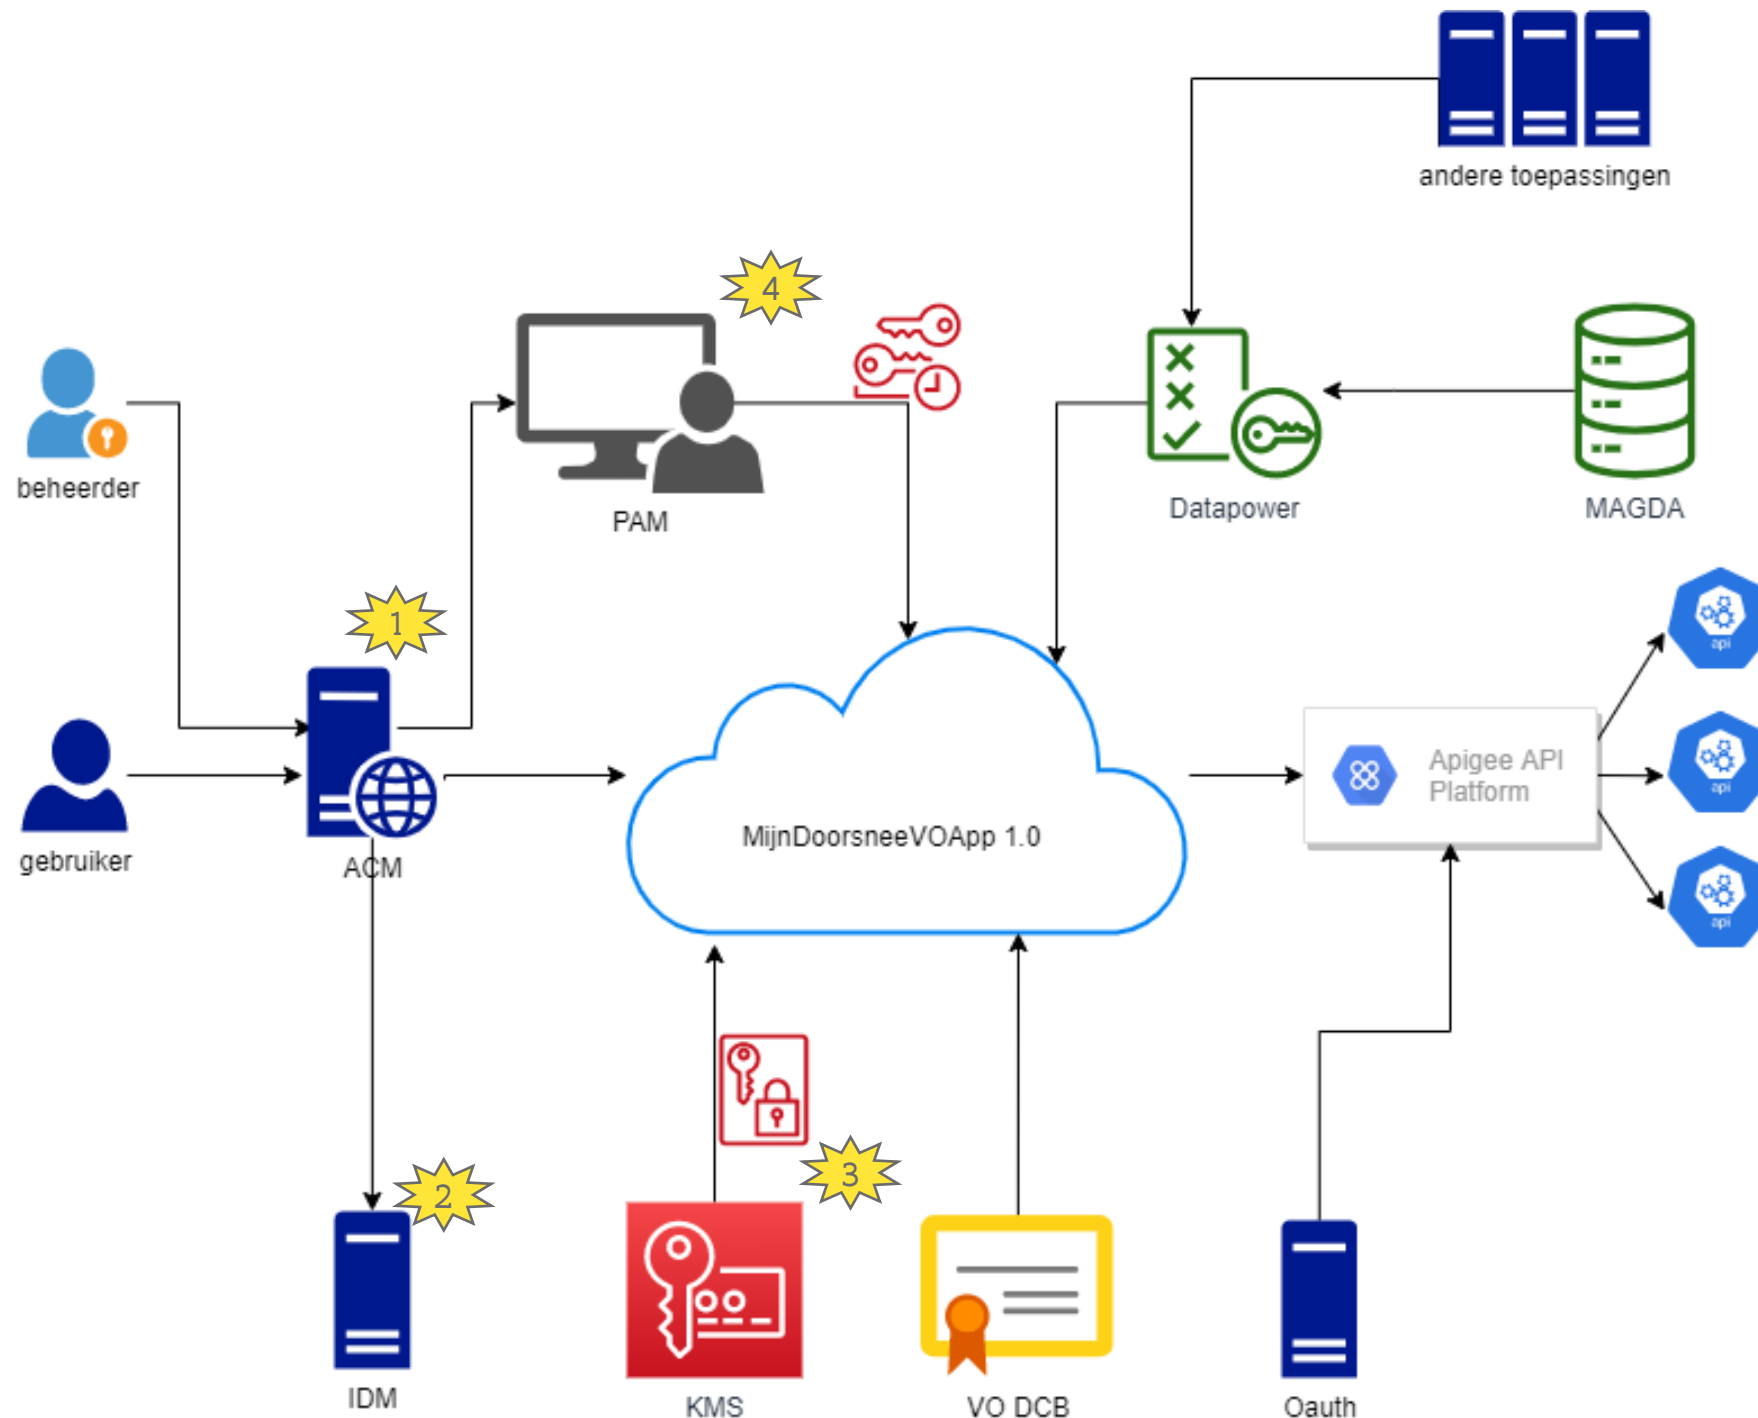 andere toepassingen
4
beheerder
PAM
Datapower
MAGDA
1
api
Apigee API
Platform
api
MijnDoorsneeVOApp 1.0
gebruiker
ACM
api
3
2
IDM
KMS
VO DCB
Oauth